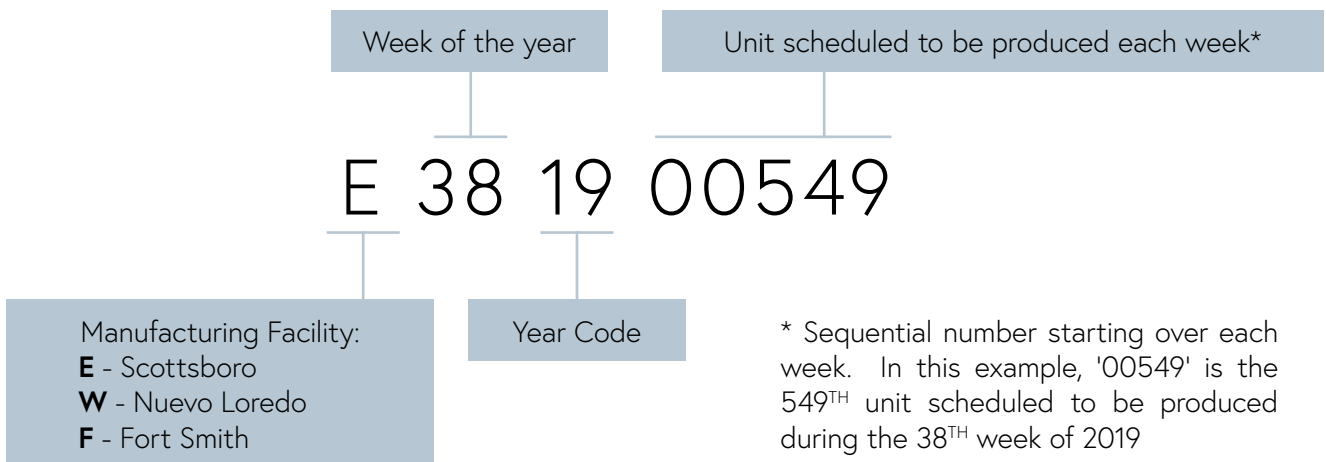 Week of the year
Unit scheduled to be produced each week*
E 38 19 00549
Manufacturing Facility:
E - Scottsboro
W - Nuevo Loredo
F - Fort Smith
Year Code
* Sequential number starting over each
week. In this example, '00549' is the
549TH unit scheduled to be produced
during the 38TH week of 2019